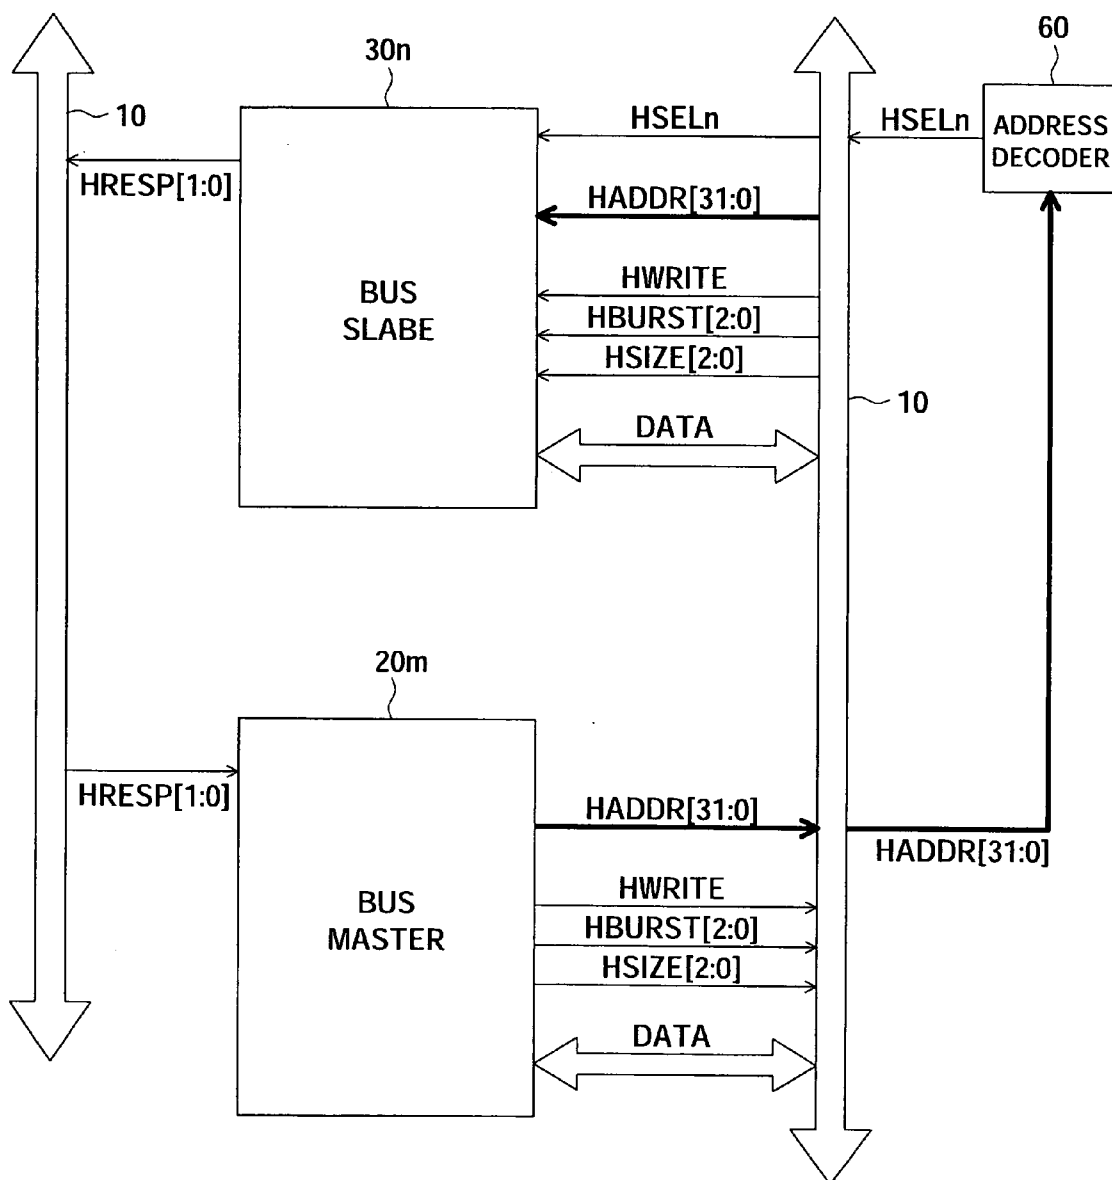 60
30n
10
HSELn
HSELn
ADDRESS
DECODER
HRESP[1:0]
HADDR[31:0]
BUS
SLABE
HWRITE
HBURST[2:0]
HSIZE[2:0]
10
DATA
20m
HRESP[1:0]
HADDR[31:0]
HADDR[31:0]
BUS
MASTER
HWRITE
HBURST[2:0]
HSIZE[2:0]
DATA